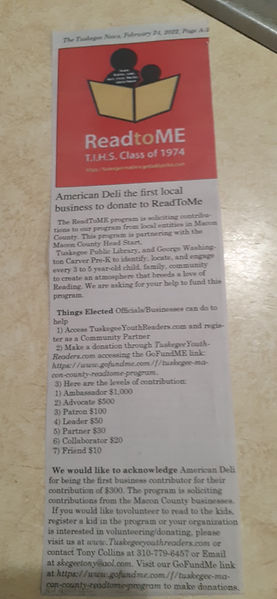 The Tuskegee News, February 24, 2022, Page A-3
ReadtoME
T.I.H.S. Class of 1974
American Deli the first local
business to donate to ReadToMe
The ReadToME program is soliciting contribu-
tions to our program from local entities in Macon
County. This program is partnering with the
Macon County Head Start,
Tuskegee Public Library, and George Washing-
ton Carver Pre-K to identify, locate, and engage
every 3 to 5 year-old child, family, community
to create an atmosphere that breeds a love of
Reading. We are asking for your help to fund this
program.
Things Elected Officials/Businesses can do to
help
1) Access TuskegeeYouthReaders.com and regis-
ter as a Community Partner
2) Make a donation through TuskegeeYouth-
Readers.com accessing the GoFundME link:
https://www.gofundme.com/f/tuskegee-ma-
con-county-readtome-program.
3) Here are the levels of contribution:
1) Ambassador $1,000
2) Advocate $500
3) Patron $100
4) Leader $50
5) Partner $30
6) Collaborator $20
7) Friend $10
We would like to acknowledge American Deli
for being the first business contributor for their
contribution of $300. The program is soliciting
contributions from the Macon County businesses.
If you would like tovolunteer to read to the kids,
register a kid in the program or your organization
is interested in volunteering/donating, please
visit us at www.Tuskegeeyouthreaders.com or
contact Tony Collins at 310-779-6457 or Email
at skegeetony@aol.com. Visit our GoFundMe link
at https://www.gofundme.com/f/tuskegee-ma-
con-county-readtome-program to make donations.